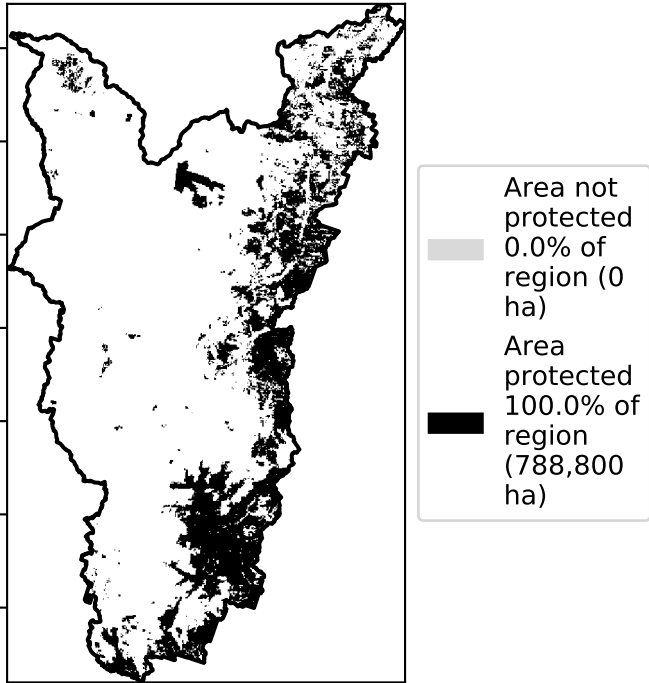 Area not
protected
0.0% of
region (0
ha)
Area
protected
100.0% of
region
(788,800
ha)